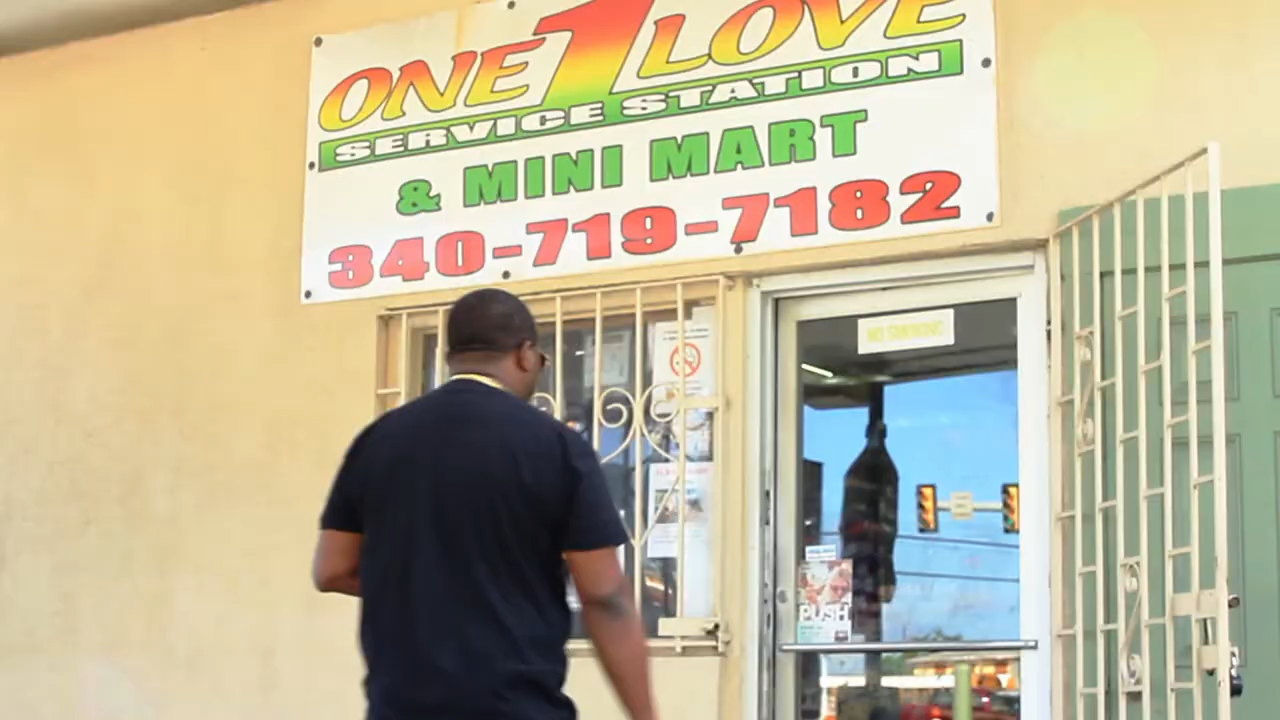 ONE 1 LOVE
SERVICE STATION
& MINI MART
340-719-7182
NO SMOKING
PUSH